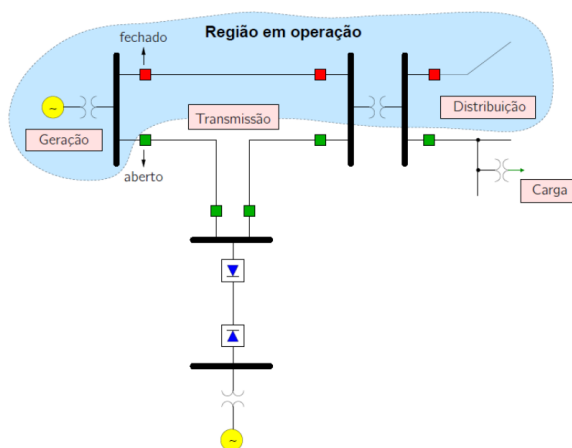 Região em operação
fechado
Geração
Transmissão
Distribuição
aberto
Carga
~
~